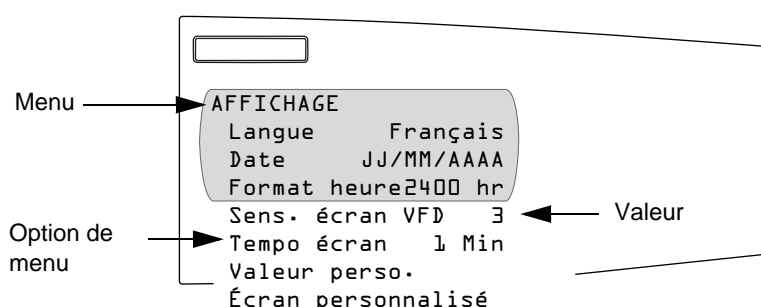 Menu
AFFICHAGE
Langue Français
Date JJ/MM/AAAA
Format heure2400 hr
Sens. écran VFD 3
Valeur
Option de
menu
Tempo écran 1 Min
Valeur perso.
Écran personnalisé